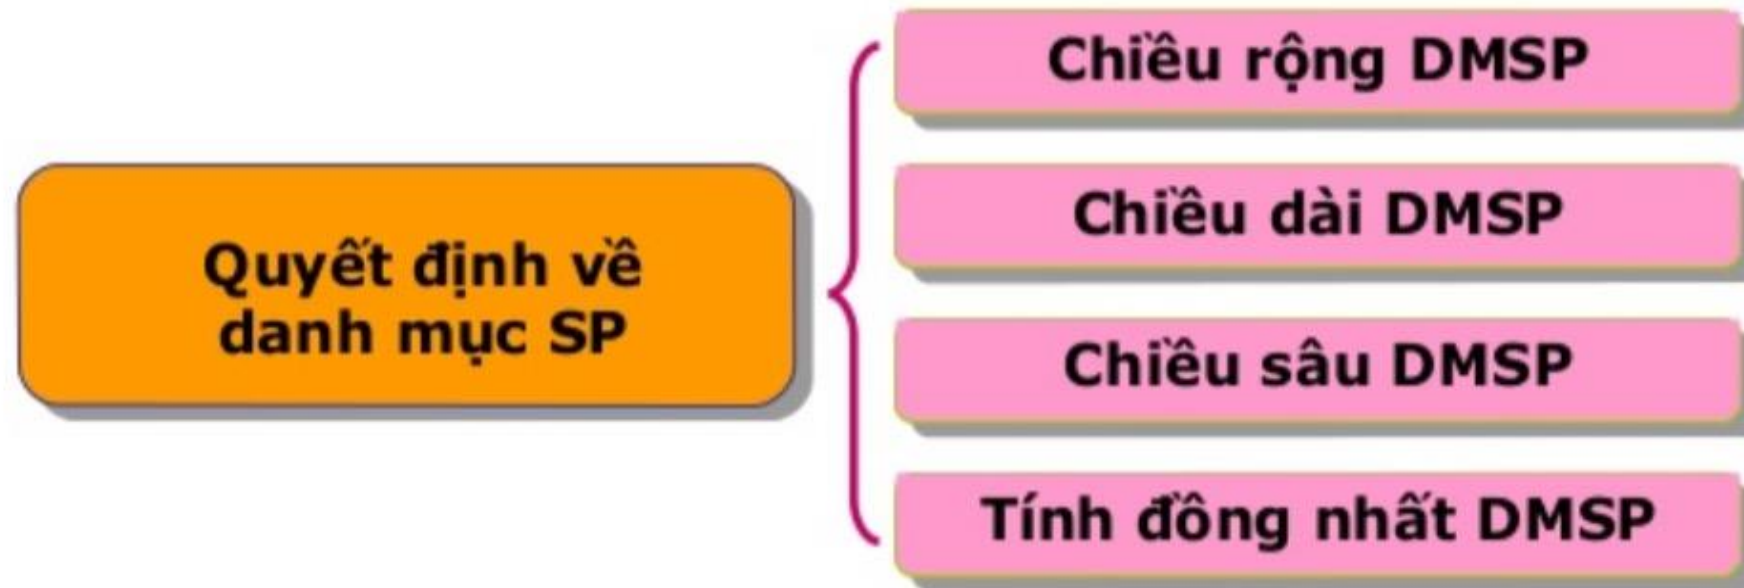 Quyết định về
danh mục SP
Chiều rộng DMSP
Chiều dài DMSP
Chiều sâu DMSP
Tính đồng nhất DMSP